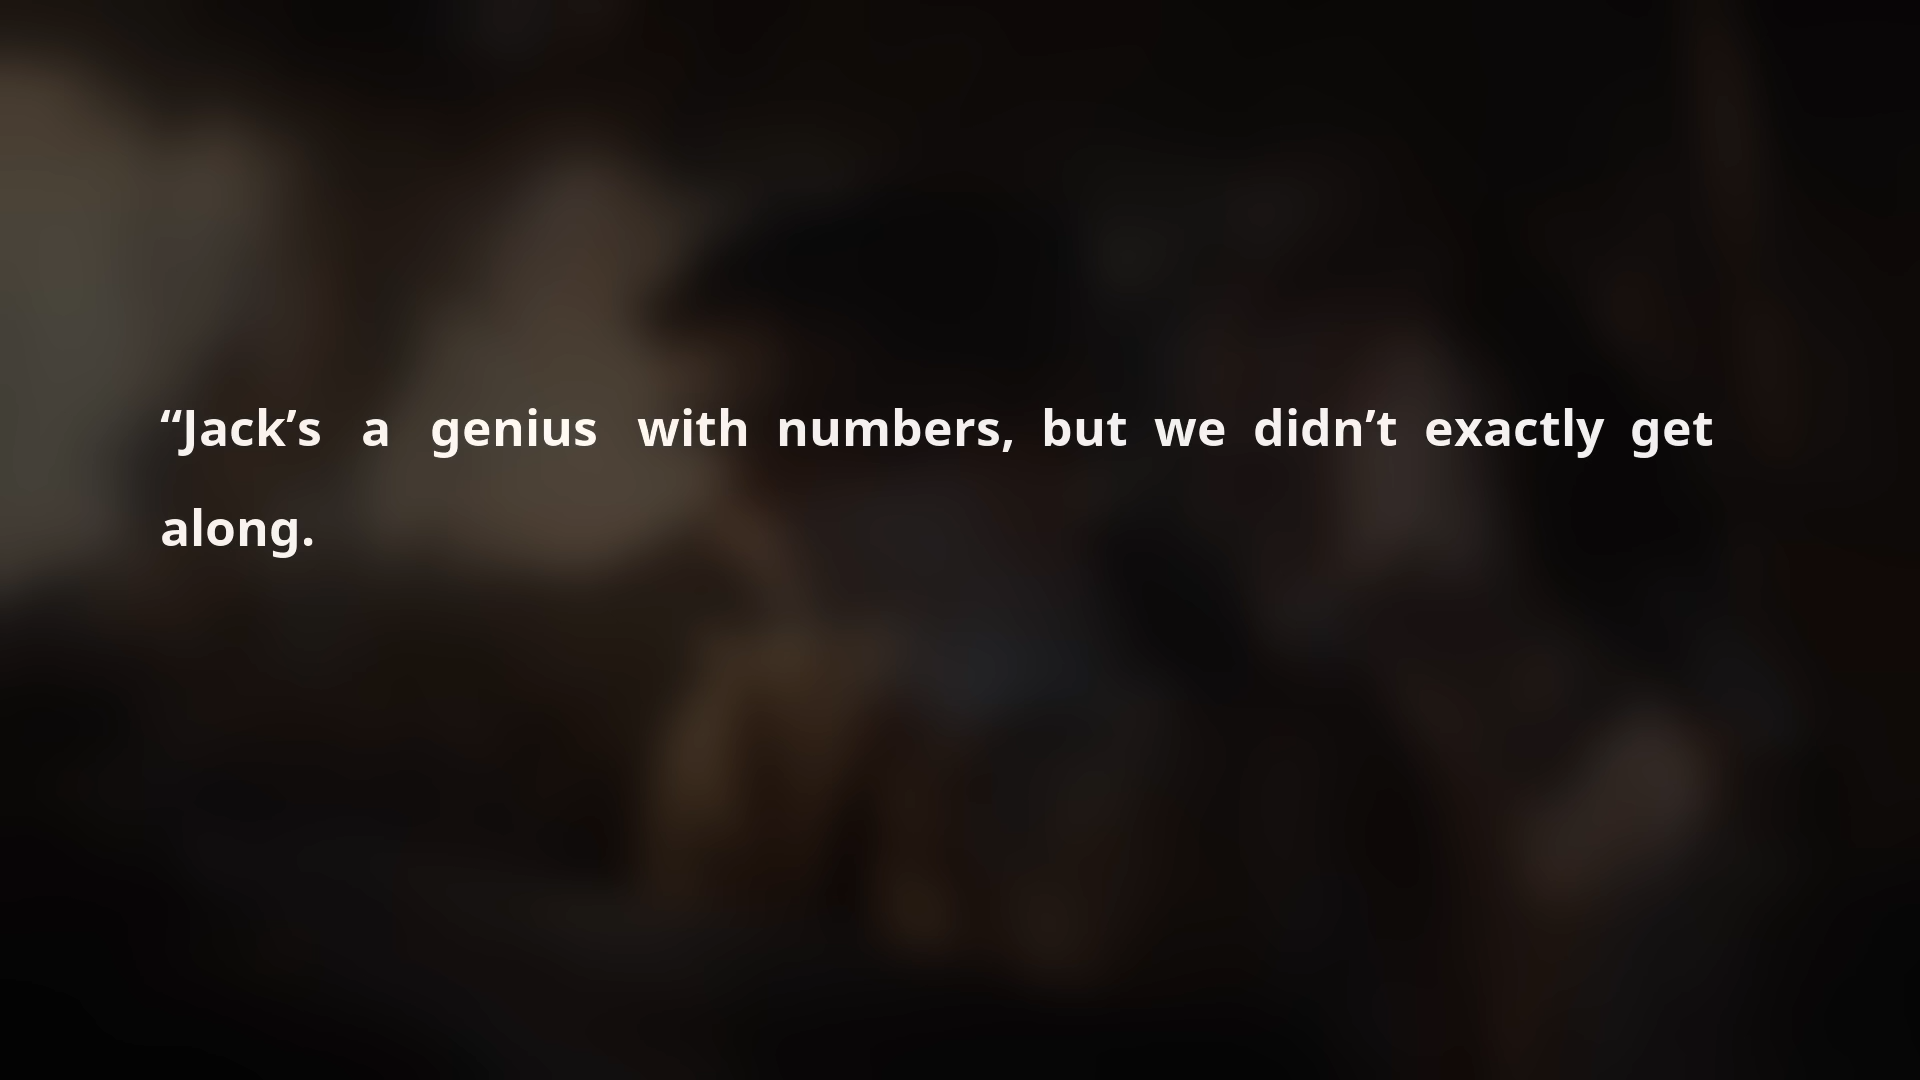 “Jack’s a genius with numbers, but we didn’t exactly get
along.